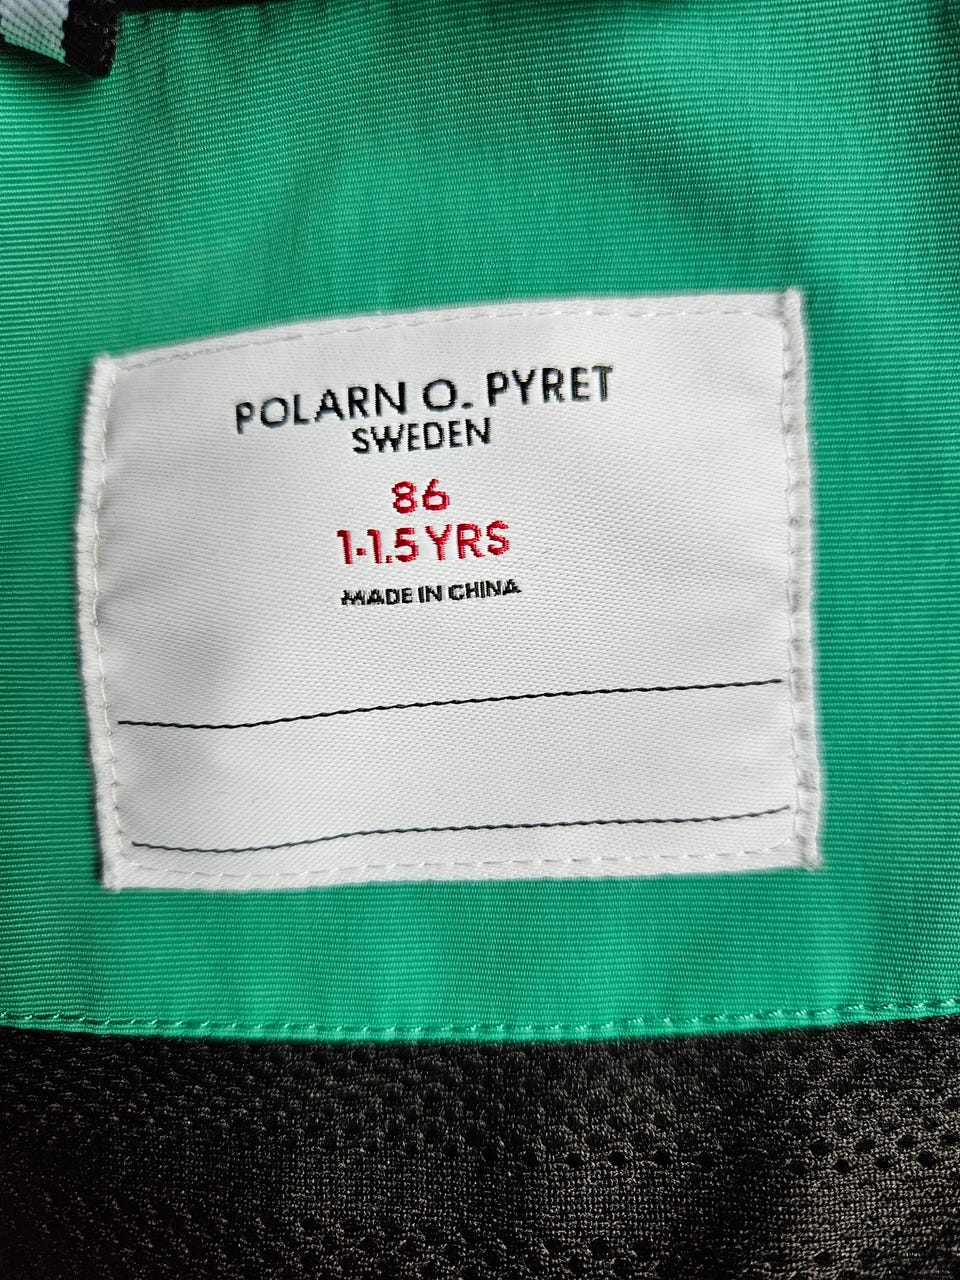 POLARN O. PYRET
SWEDEN
86
1-1.5 YRS
MADE IN CHINA